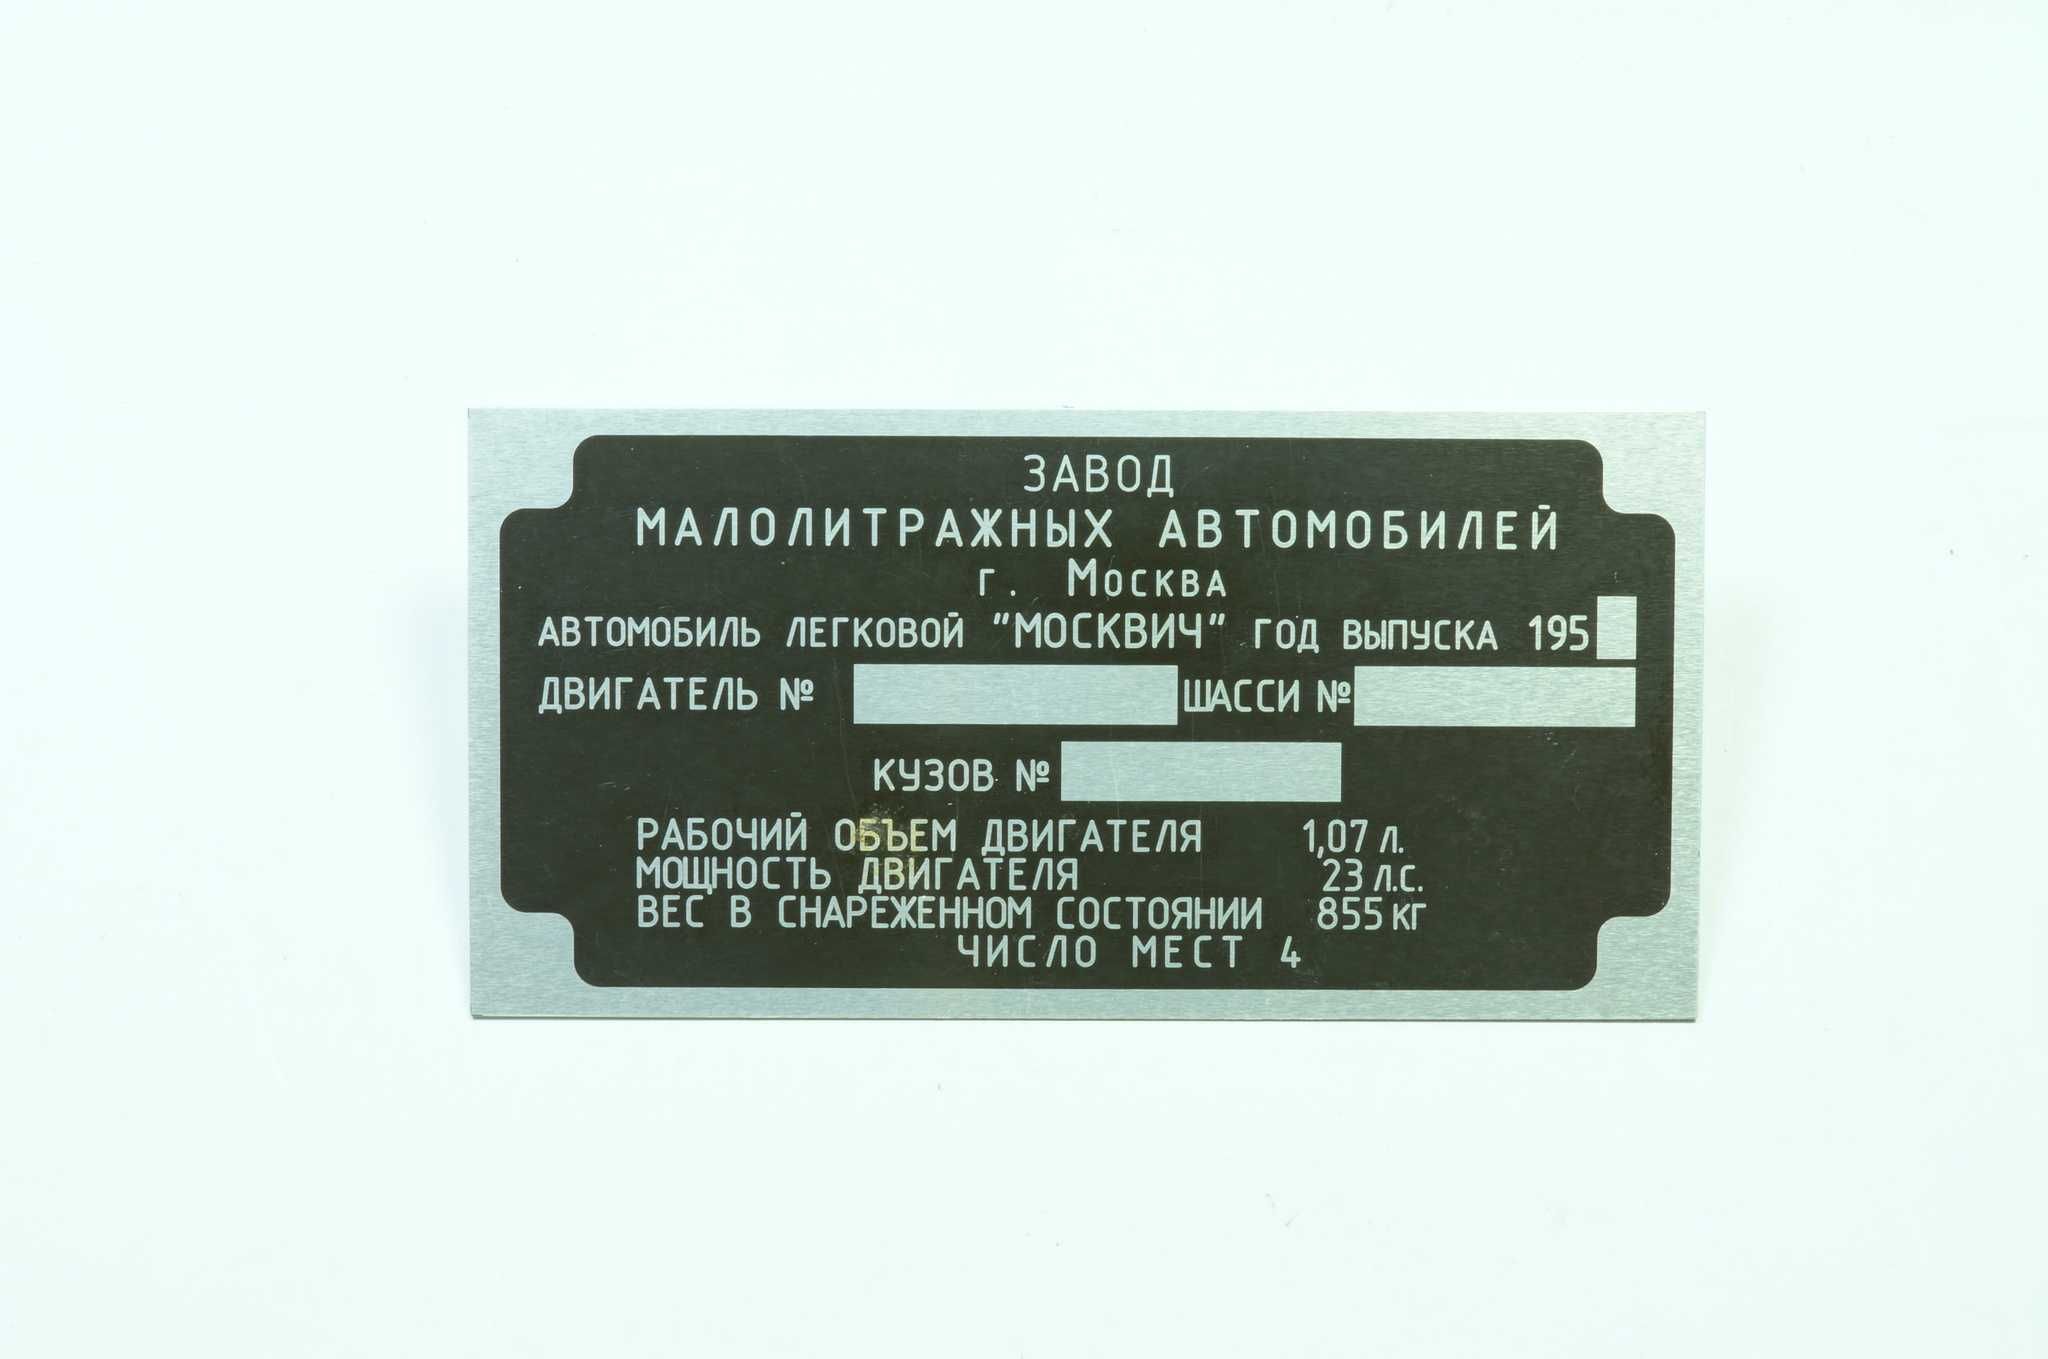 ЗАВОД
МАЛОЛИТРАЖНЫХ АВТОМОБИЛЕЙ
г. Москва
АВТОМОБИЛЬ ЛЕГКОВОЙ "МОСКВИЧ" ГОД ВЫПУСКА 195
ДВИГАТЕЛЬ № ШАССИ №
КУЗОВ №
РАБОЧИЙ ОБЪЕМ ДВИГАТЕЛЯ 1,07 л.
МОЩНОСТЬ ДВИГАТЕЛЯ 23 л.с.
ВЕС В СНАРЕЖЕННОМ СОСТОЯНИИ 855 кг
ЧИСЛО МЕСТ 4